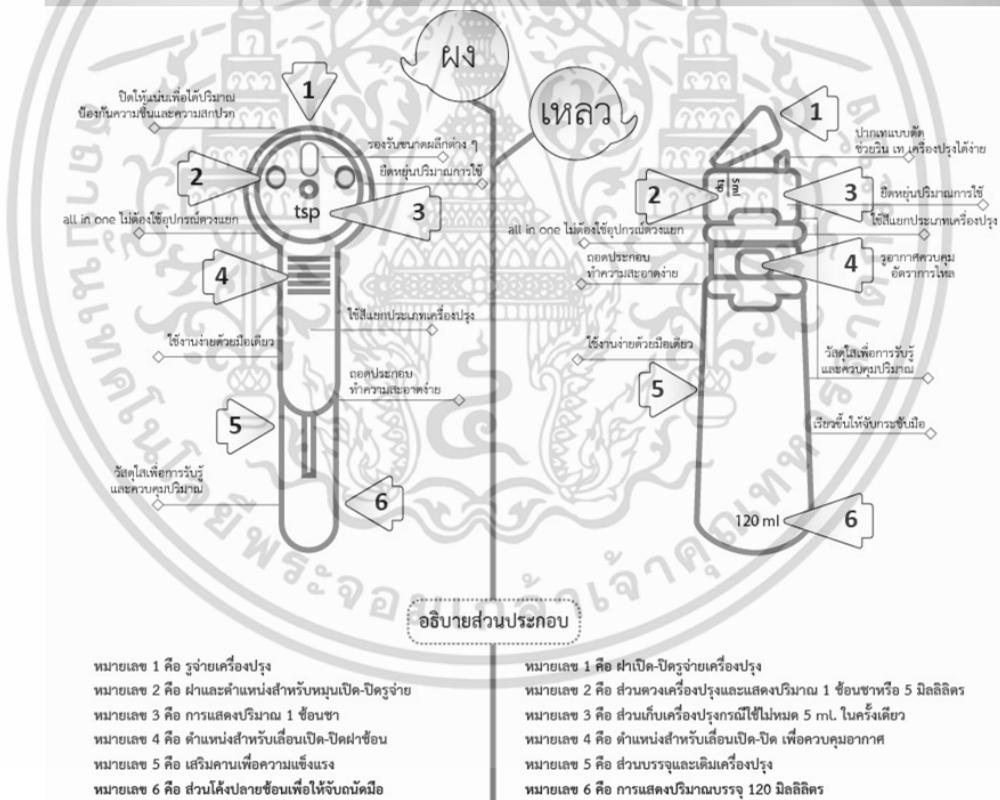 ผง
เหลว
1
ปิดให้แน่นเพื่อได้ปริมาณ
ป้องกันความชื้นและความสกปรก
รองรับขนาดผลึกต่าง ๆ
2
ยืดหยุ่นปริมาณการใช้
tsp
3
all in one ไม่ต้องใช้อุปกรณ์ตวงแยก
4
ใช้สีแยกประเภทเครื่องปรุง
ใช้งานง่ายด้วยมือเดียว
ถอดประกอบ
ทำความสะอาดง่าย
5
วัสดุใสเพื่อการรับรู้
และควบคุมปริมาณ
6
1
ปากเทแบบตัด
ช่วยริน เท เครื่องปรุงได้ง่าย
2
5 ml
tsp
3
ยืดหยุ่นปริมาณการใช้
ใช้สีแยกประเภทเครื่องปรุง
all in one ไม่ต้องใช้อุปกรณ์ตวงแยก
ถอดประกอบ
ทำความสะอาดง่าย
4
รูอากาศควบคุม
อัตราการไหล
ใช้งานง่ายด้วยมือเดียว
วัสดุใสเพื่อการรับรู้
และควบคุมปริมาณ
5
เรียวขึ้นให้จับกระชับมือ
120 ml
6
อธิบายส่วนประกอบ
หมายเลข 1 คือ รูจ่ายเครื่องปรุง
หมายเลข 2 คือ ฝาและตำแหน่งสำหรับหมุนเปิด-ปิดรูจ่าย
หมายเลข 3 คือ การแสดงปริมาณ 1 ช้อนชา
หมายเลข 4 คือ ตำแหน่งสำหรับเลื่อนเปิด-ปิดฝาช้อน
หมายเลข 5 คือ เสริมคานเพื่อความแข็งแรง
หมายเลข 6 คือ ส่วนโค้งปลายช้อนเพื่อให้จับถนัดมือ
หมายเลข 1 คือ ฝาเปิด-ปิดรูจ่ายเครื่องปรุง
หมายเลข 2 คือ ส่วนตวงเครื่องปรุงและแสดงปริมาณ 1 ช้อนชาหรือ 5 มิลลิลิตร
หมายเลข 3 คือ ส่วนเก็บเครื่องปรุงกรณีใช้ไม่หมด 5 ml. ในครั้งเดียว
หมายเลข 4 คือ ตำแหน่งสำหรับเลื่อนเปิด-ปิด เพื่อควบคุมอากาศ
หมายเลข 5 คือ ส่วนบรรจุและเติมเครื่องปรุง
หมายเลข 6 คือ การแสดงปริมาณบรรจุ 120 มิลลิลิตร